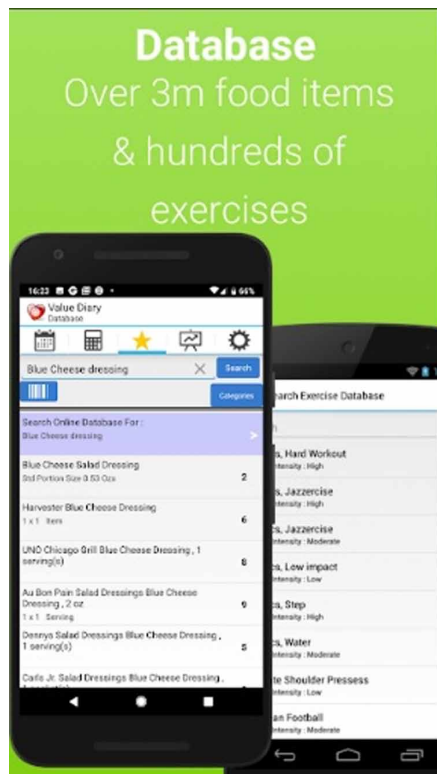 Database
Over 3m food items
& hundreds of
exercises
16:23
66%
Value Diary
Database
Blue Cheese dressing
Search
Categories
Search Online Database For :
Blue Cheese dressing
Blue Cheese Salad Dressing
Std Portion Size 0.53 Ozs
2
Harvester Blue Cheese Dressing
1 x 1 Item
6
UNO Chicago Grill Blue Cheese Dressing , 1
serving(s)
8
Au Bon Pain Salad Dressings Blue Cheese
Dressing , 2 oz
1 x 1 Serving
9
Dennys Salad Dressings Blue Cheese Dressing ,
1 serving(s)
5
Carls Jr. Salad Dressings Blue Cheese Dressing ,
earch Exercise Database
s, Hard Workout
Intensity : High
s, Jazzercise
Intensity : High
s, Jazzercise
Intensity : Moderate
cs, Low impact
Intensity : Low
cs, Step
Intensity : High
cs, Water
Intensity : Moderate
te Shoulder Pressess
Intensity : Low
an Football
Intensity : Moderate